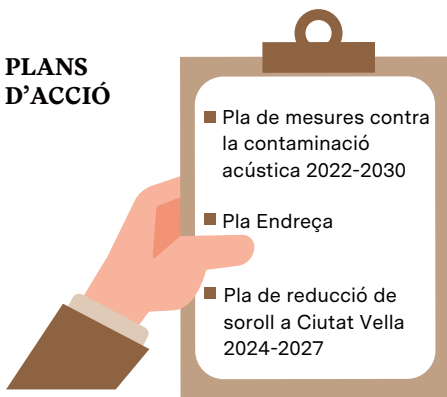 PLANS
D'ACCIÓ
Pla de mesures contra
la contaminació
acústica 2022-2030
Pla Endreça
Pla de reducció de
soroll a Ciutat Vella
2024-2027